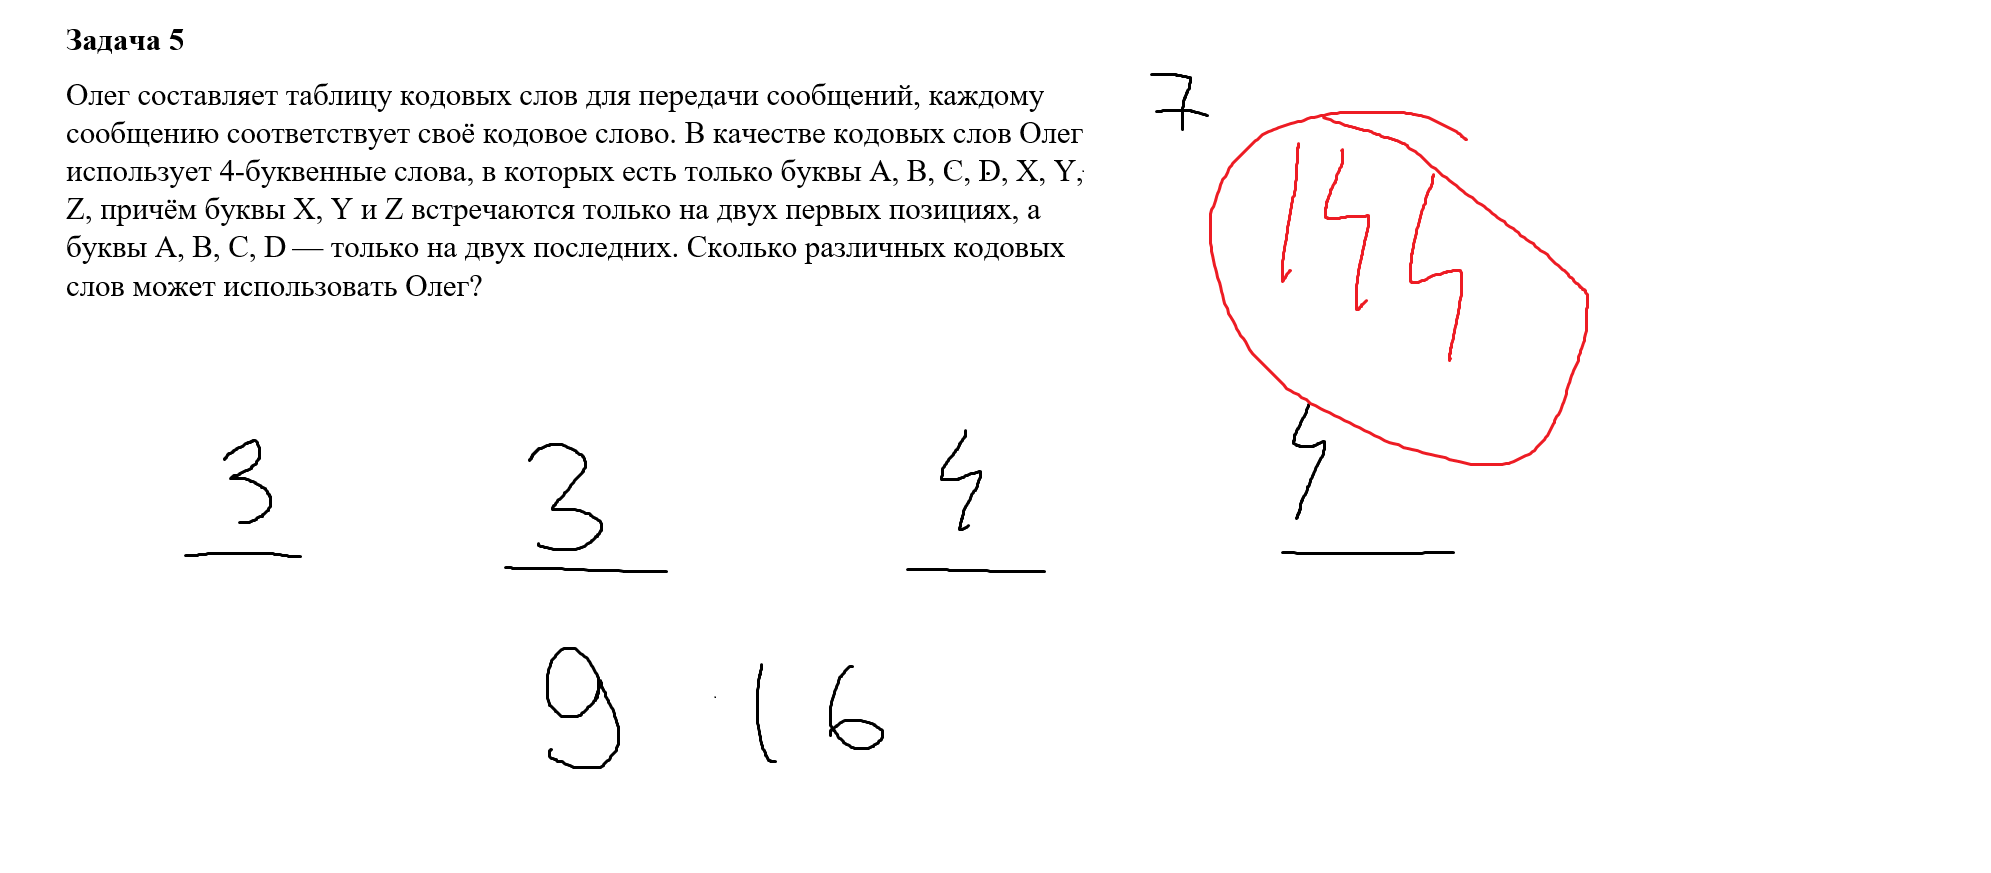 Задача 5
Олег составляет таблицу кодовых слов для передачи сообщений, каждому
сообщению соответствует своё кодовое слово. В качестве кодовых слов Олег
использует 4-буквенные слова, в которых есть только буквы A, B, C, D, X, Y,
Z, причём буквы X, Y и Z встречаются только на двух первых позициях, а
буквы A, B, C, D — только на двух последних. Сколько различных кодовых
слов может использовать Олег?
7
144
3 3 4 4
9 · 16